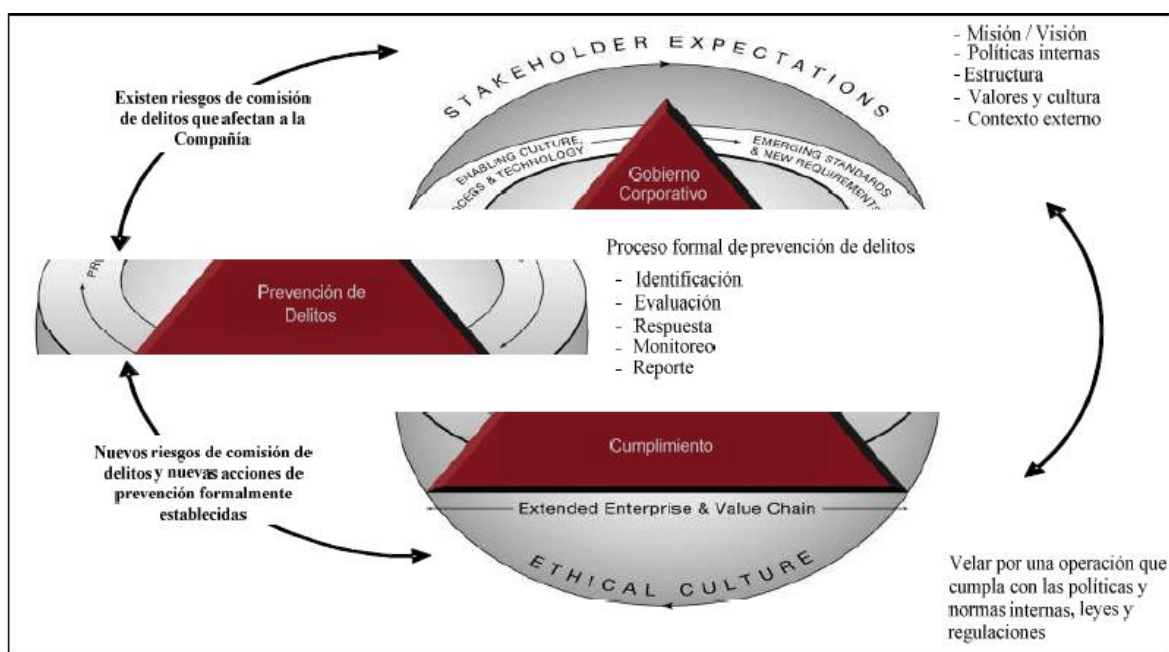 STAKEHOLDER EXPECTATIONS
- Misión / Visión
- Políticas internas
- Estructura
- Valores y cultura
- Contexto externo
Existen riesgos de comisión
de delitos que afectan a la
Compañía
ENABLING CULTURE,
& TECHNOLOGY
EMERGING STANDARDS
& NEW REQUIREMENTS
Gobierno
Corporativo
Proceso formal de prevención de delitos
- Identificación
- Evaluación
- Respuesta
- Monitoreo
- Reporte
Prevención de
Delitos
Nuevos riesgos de comisión de
delitos y nuevas acciones de
prevención formalmente
establecidas
Cumplimiento
Extended Enterprise & Value Chain
ETHICAL CULTURE
Velar por una operación que
cumpla con las políticas y
normas internas, leyes y
regulaciones